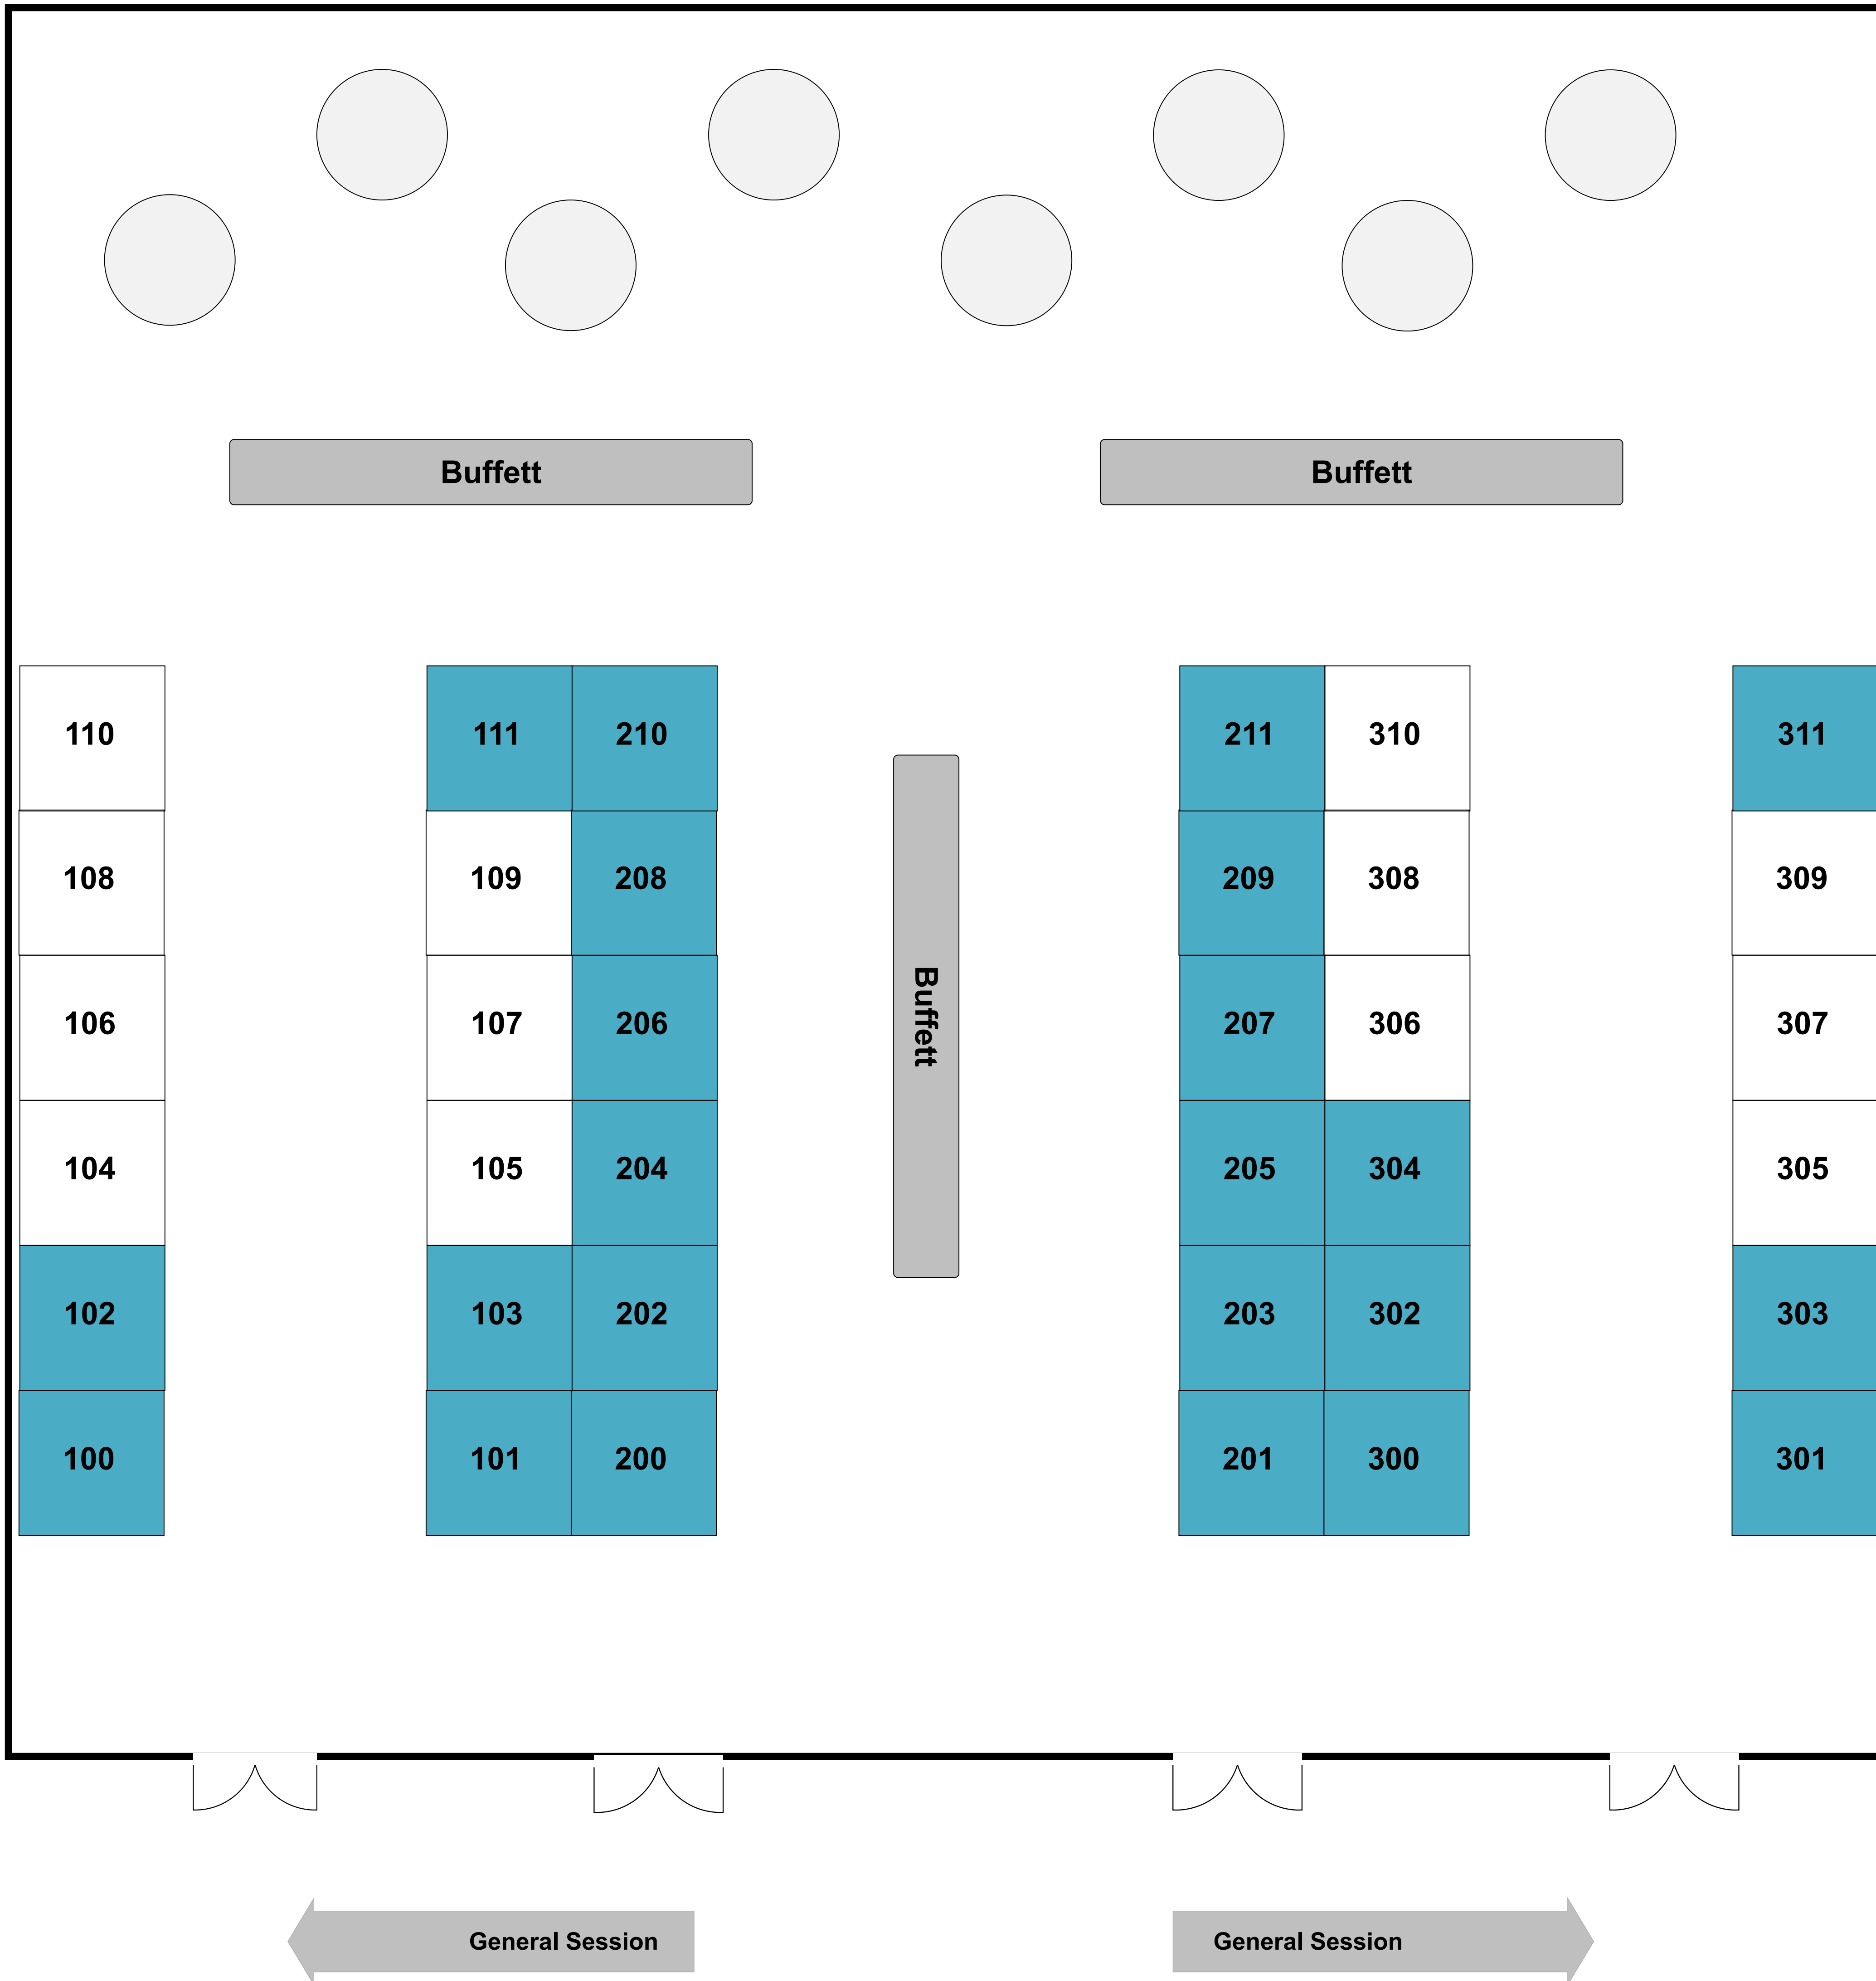 Buffett Buffett
110 111 210 211 310 311
108 109 208 209 308 309
106 107 206 207 306 307
Buffett
104 105 204 205 304 305
102 103 202 203 302 303
100 101 200 201 300 301
General Session General Session